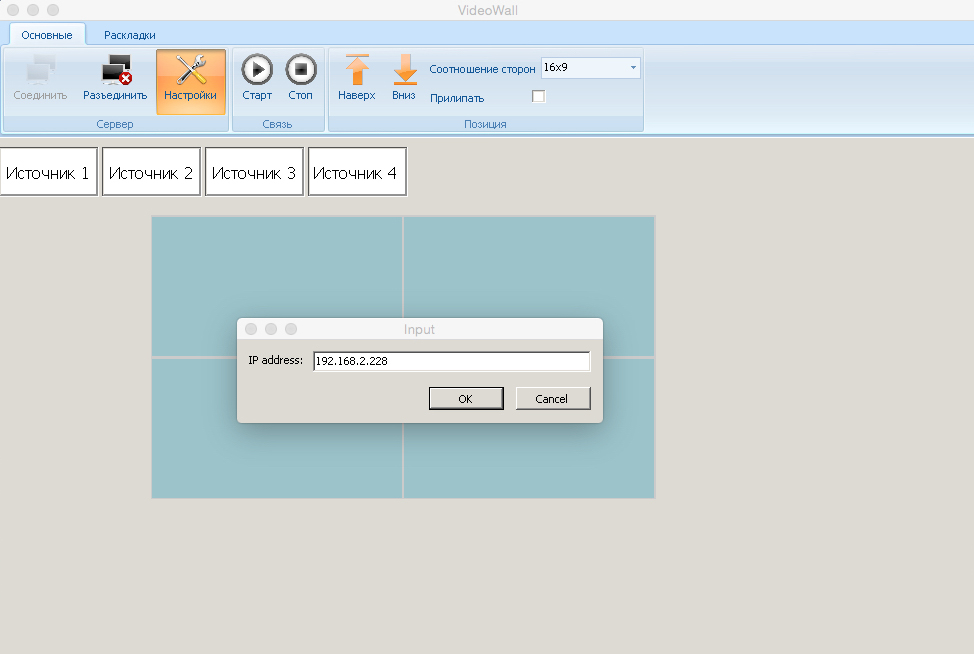 VideoWall
Основные Раскладки
Соединить Разъединить Настройки Старт Стоп Наверх Вниз Соотношение сторон 16x9
Прилипать
Сервер Связь Позиция
Источник 1 Источник 2 Источник 3 Источник 4
Input
IP address: 192.168.2.228
OK Cancel